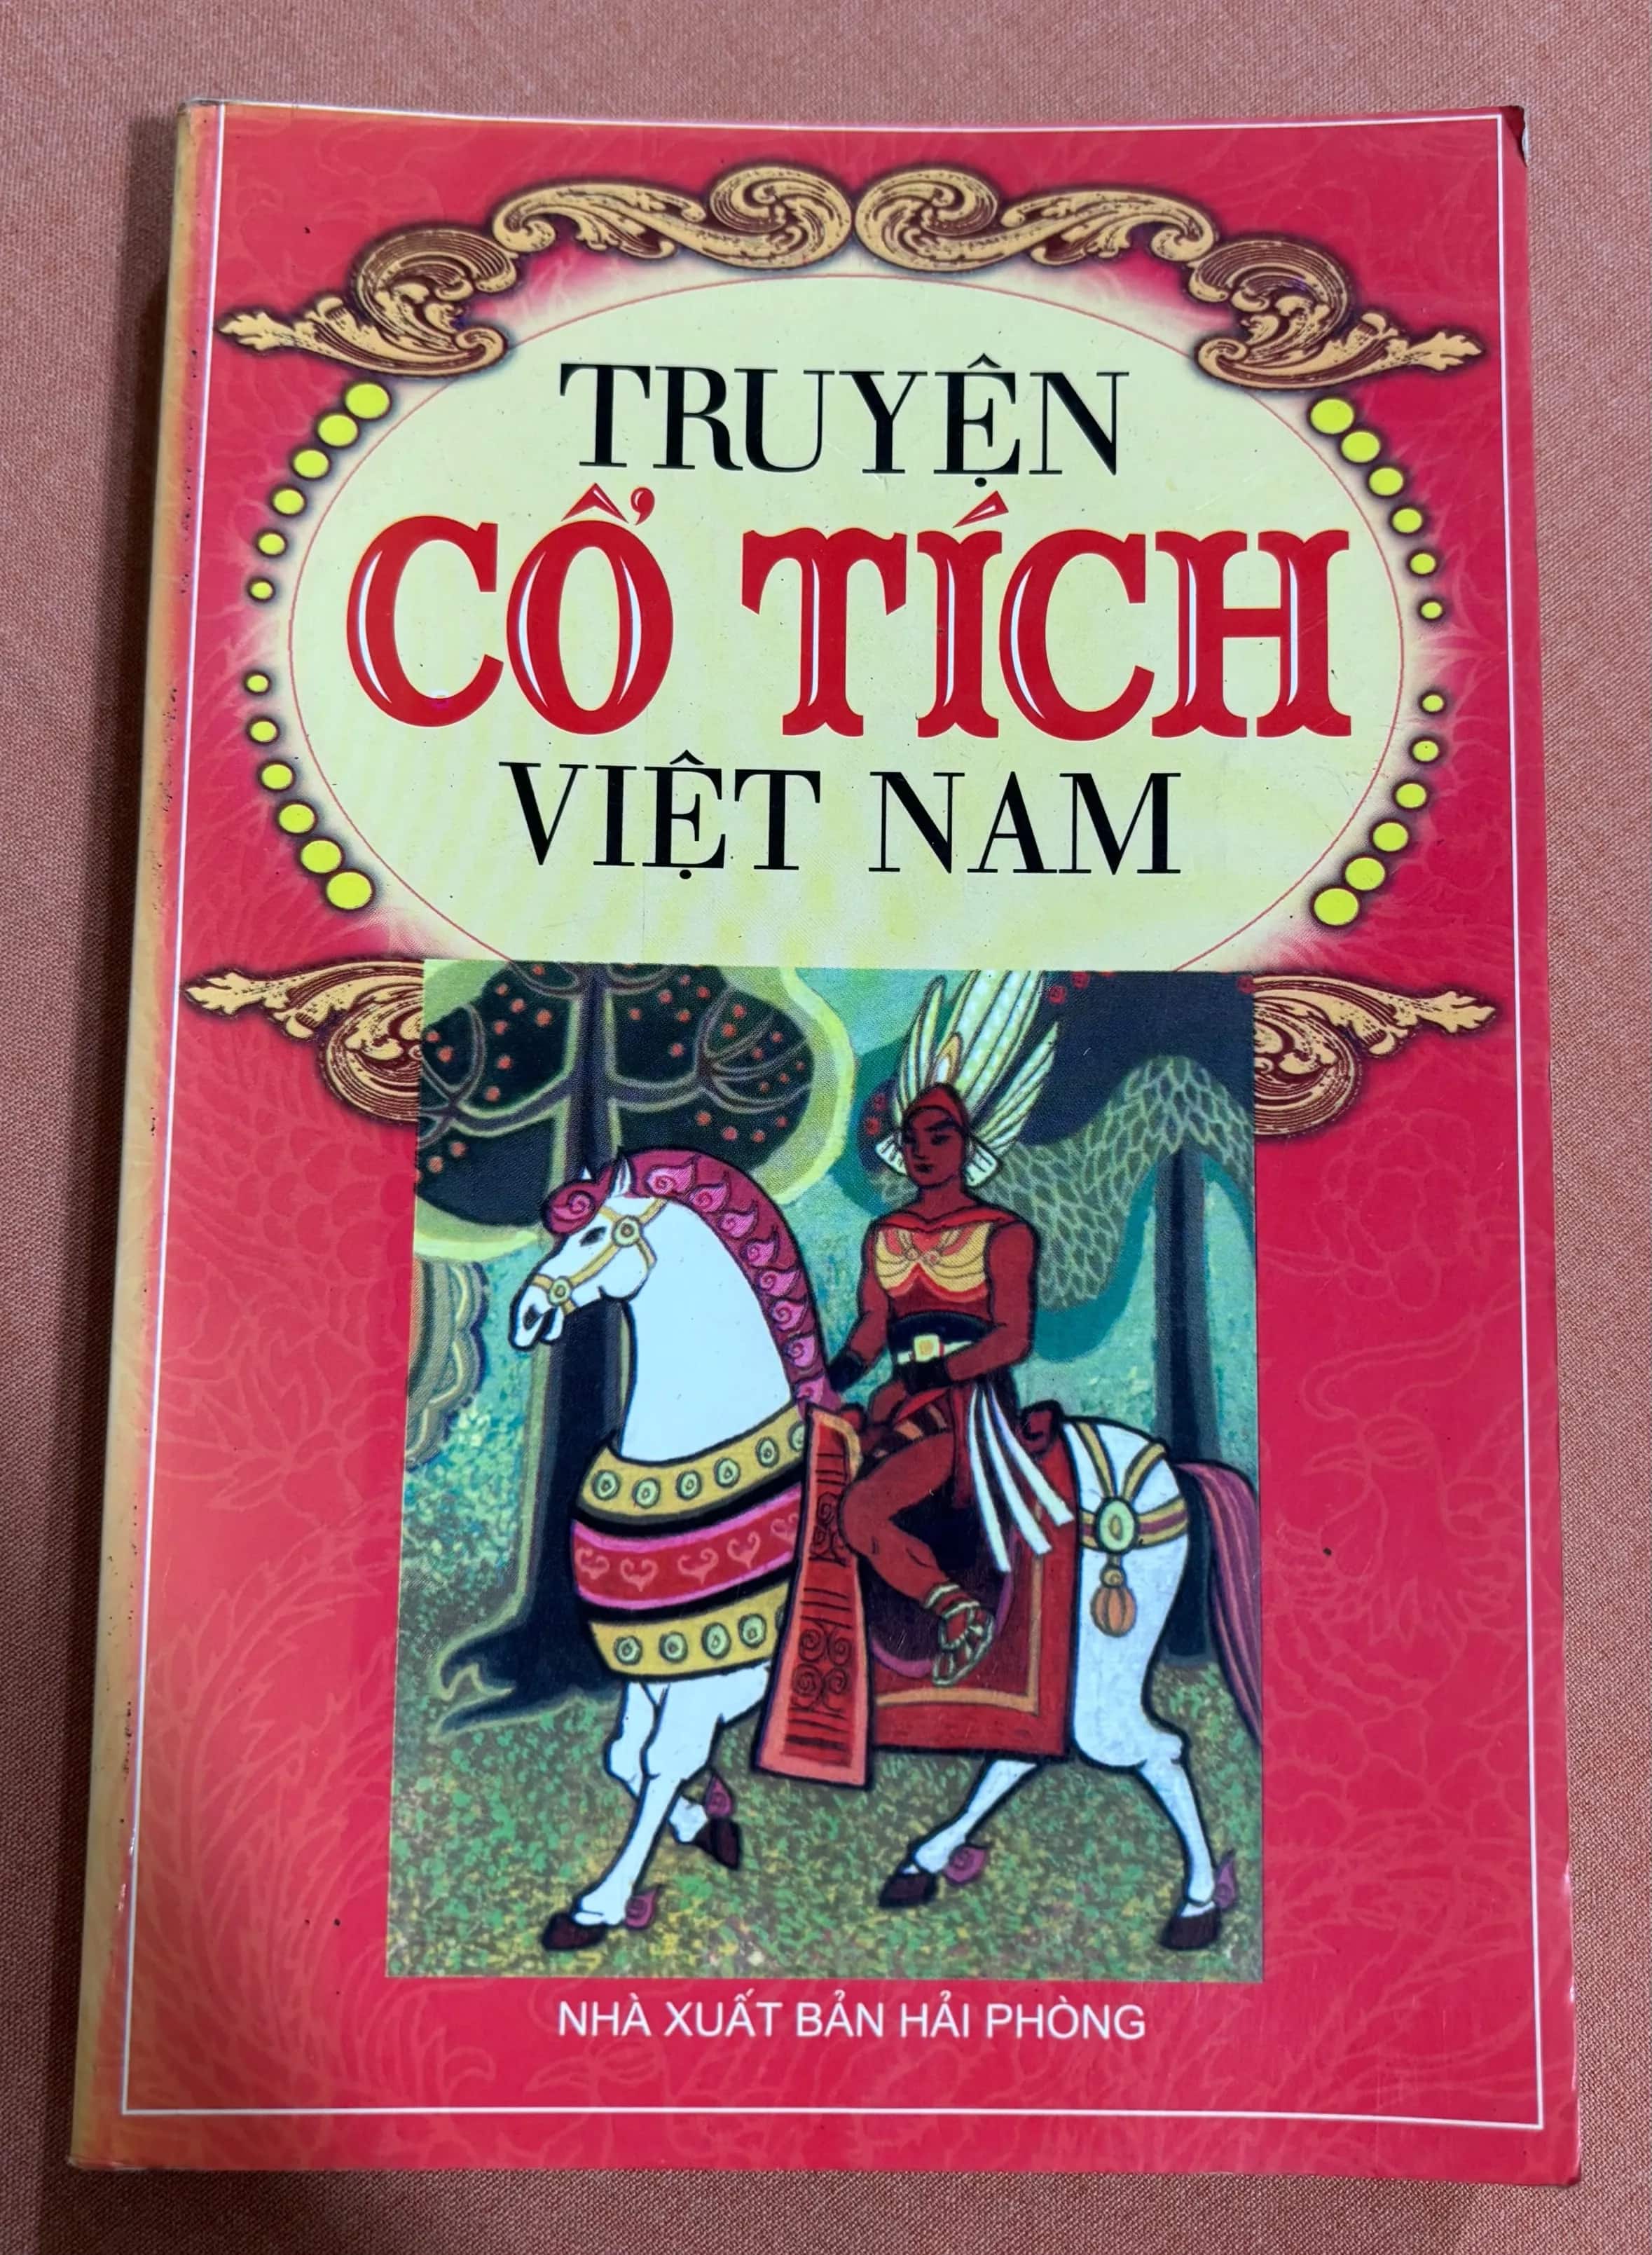 TRUYỆN
CỔ TÍCH
VIỆT NAM
NHÀ XUẤT BẢN HẢI PHÒNG